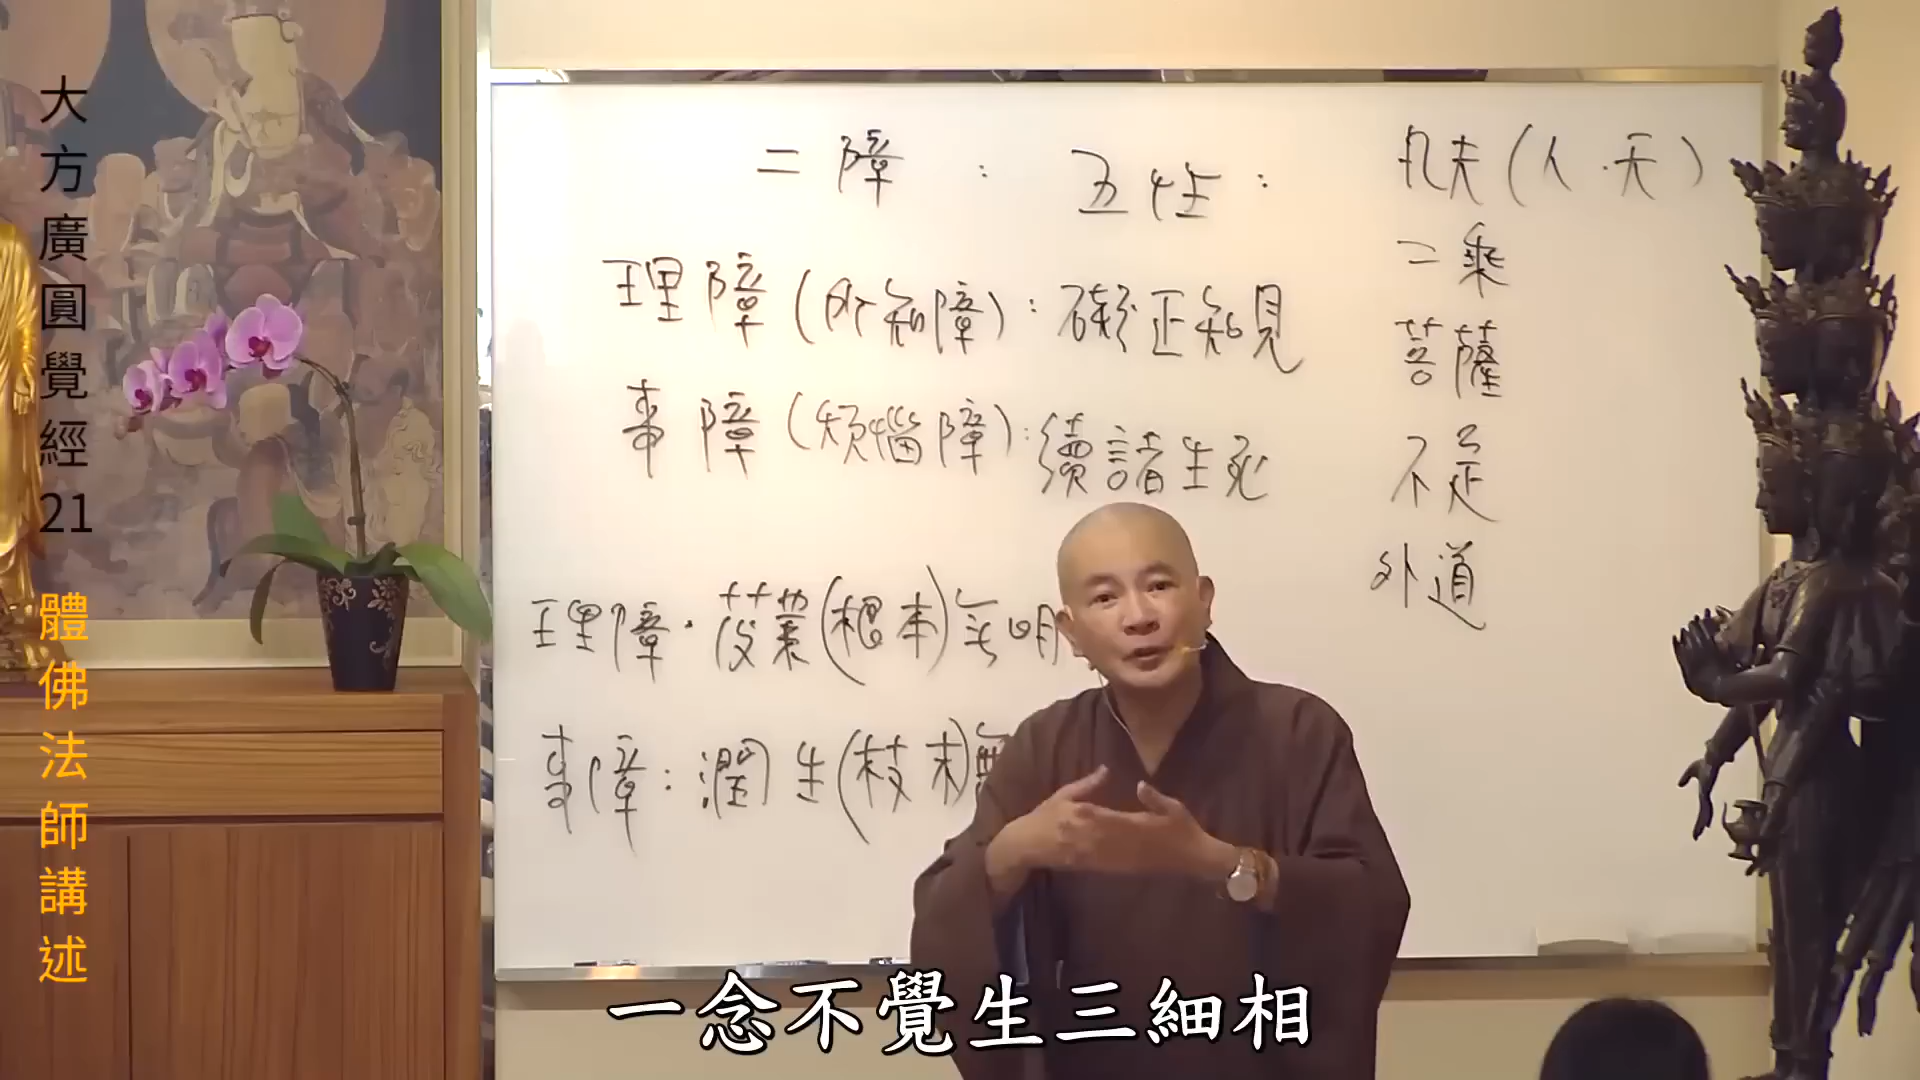 大方廣圓覺經21 體佛法師講述
二障：五性：
凡夫(人.天)
二乘
菩薩
不定
外道
理障(所知障)：礙正知見
事障(煩惱障)：續諸生死
理障.發業(根本)无明
事障：潤生(枝末)無
一念不覺生三細相